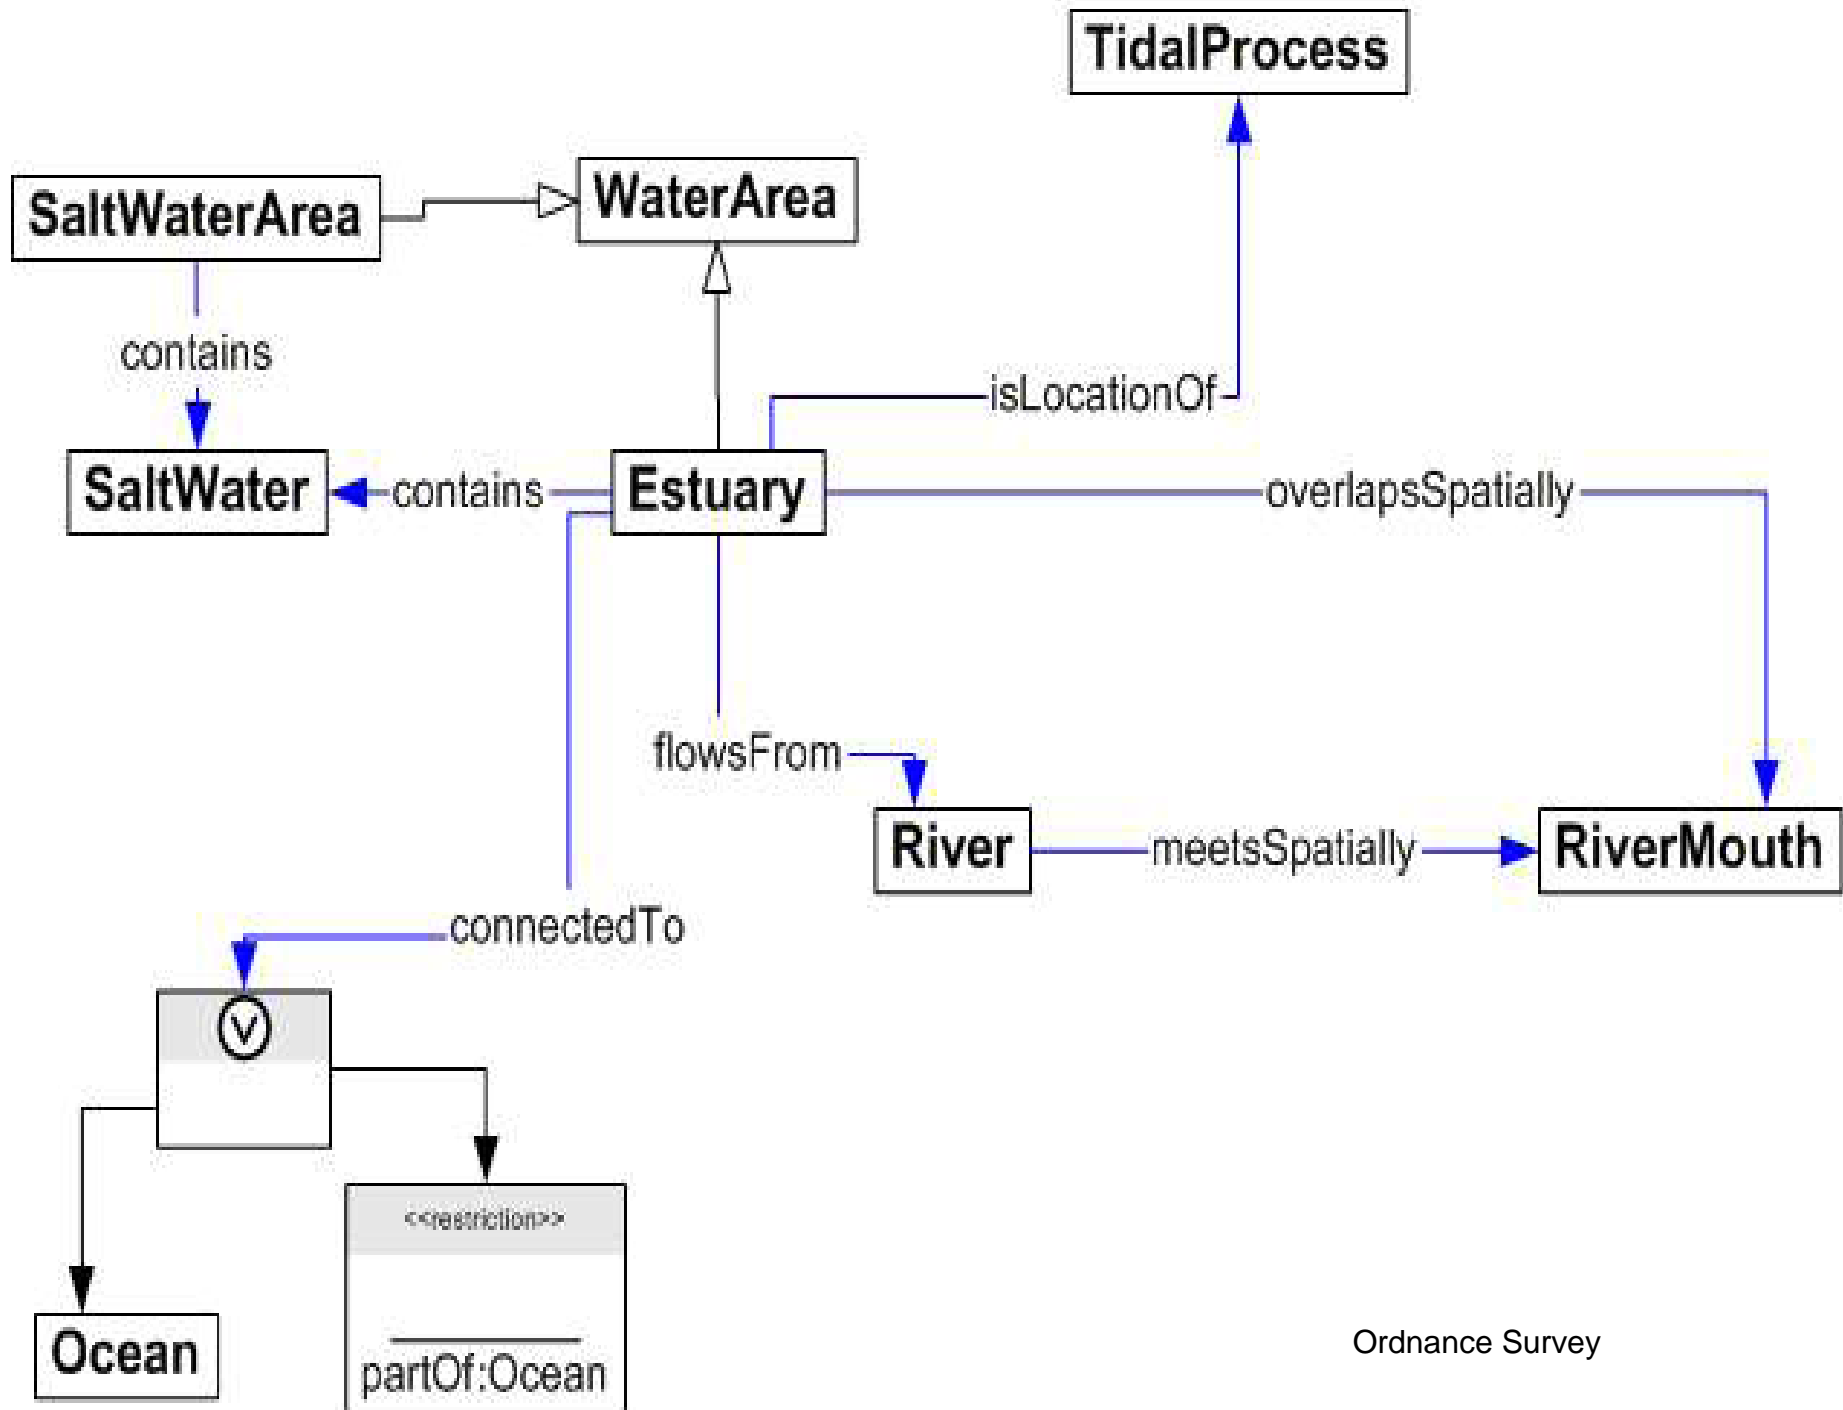 TidalProcess
SaltWaterArea
WaterArea
contains
isLocationOf
SaltWater
contains
Estuary
overlapsSpatially
flowsFrom
River
meetsSpatially
RiverMouth
connectedTo
V
<<restriction>>
Ocean
partOf:Ocean
Ordnance Survey